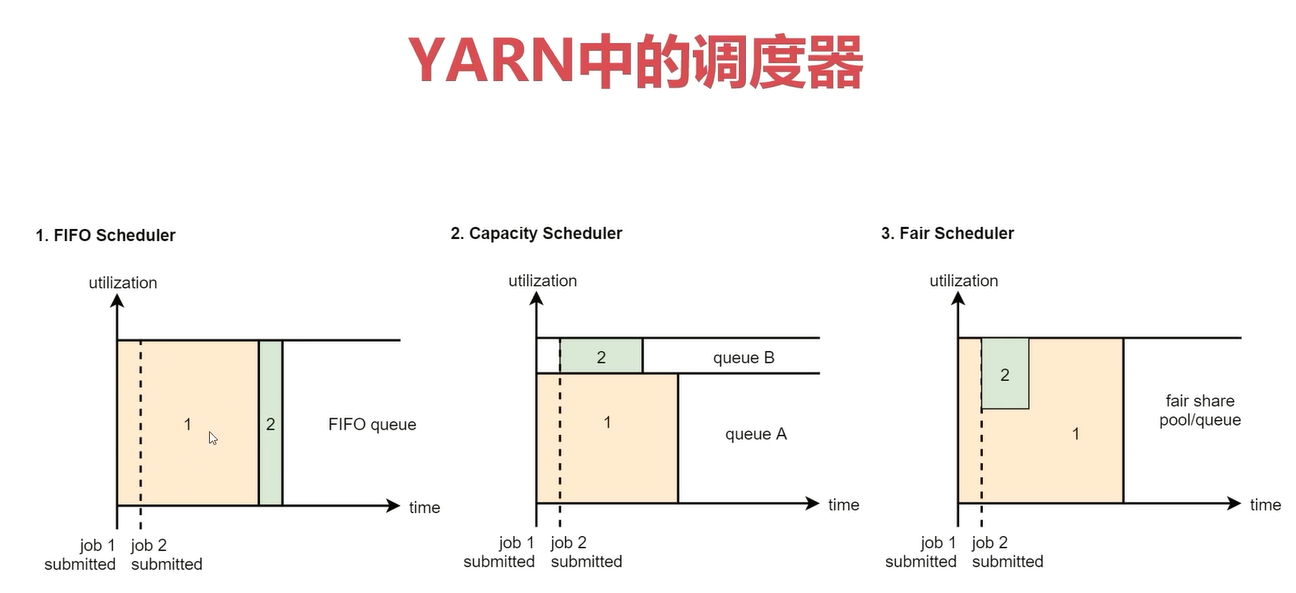 YARN中的调度器
1. FIFO Scheduler
utilization
1
2
FIFO queue
time
job 1
submitted
job 2
submitted
2. Capacity Scheduler
utilization
2
queue B
1
queue A
time
job 1
submitted
job 2
submitted
3. Fair Scheduler
utilization
2
1
fair share
pool/queue
time
job 1
submitted
job 2
submitted